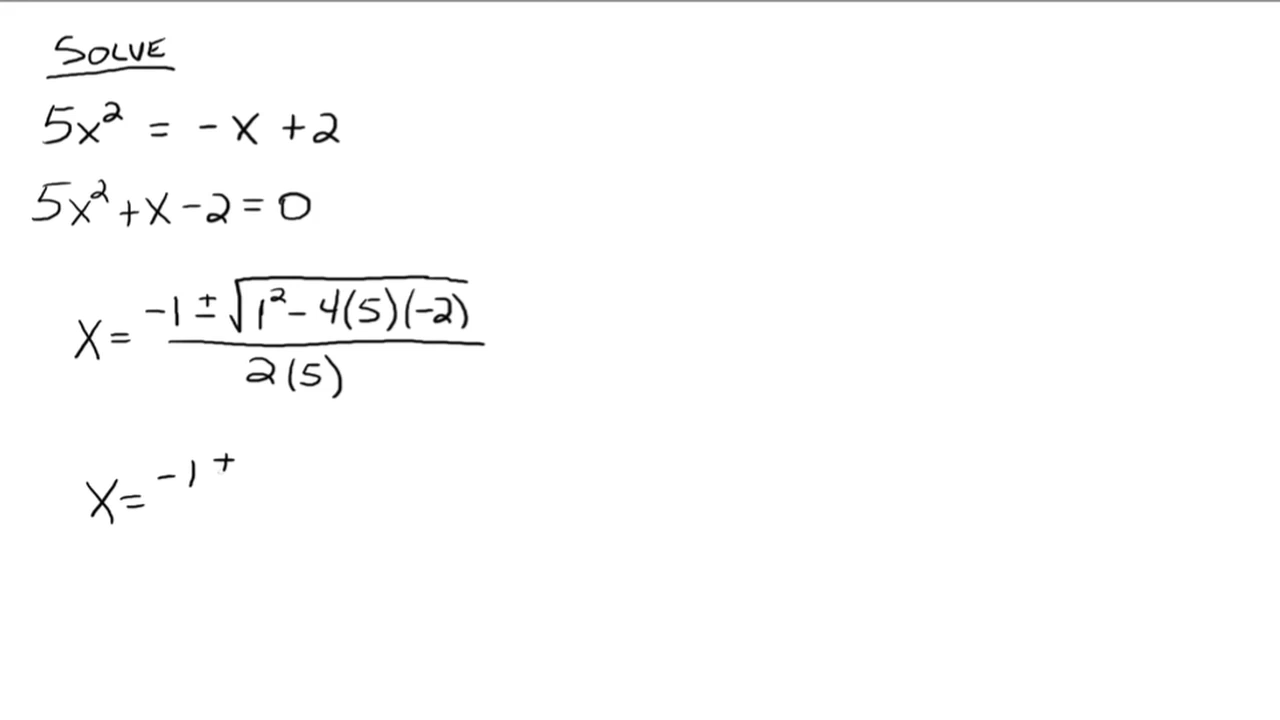 SOLVE
5x² = -x +2
5x² +x -2 = 0
x = (-1 ± √(1² - 4(5)(-2))) / (2(5))
x = -1 +